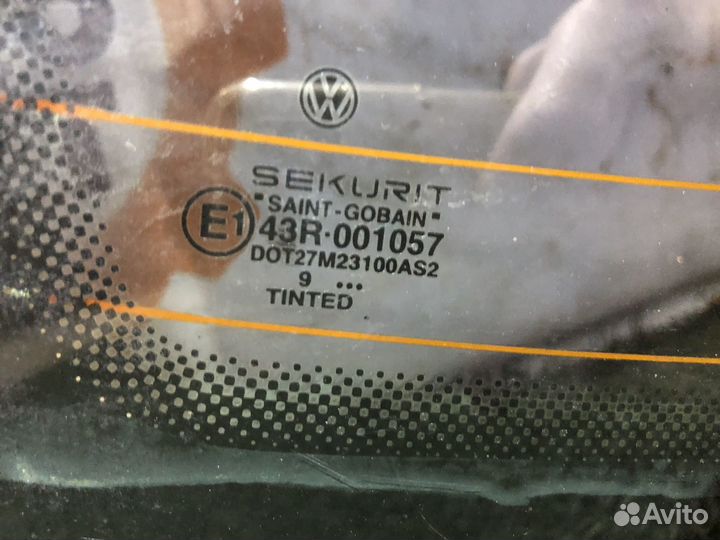 VW
SEKURIT
"SAINT-GOBAIN"
E1
43R-001057
DOT27M23100AS2
9 ...
TINTED
Avito